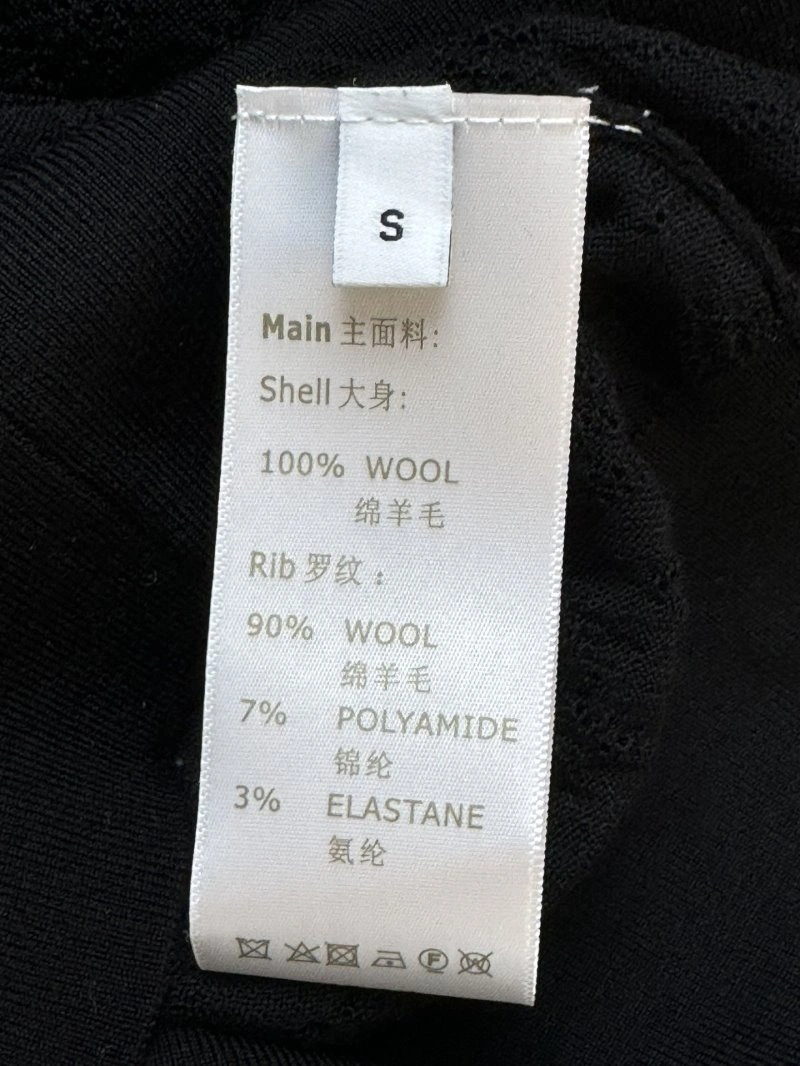 S
Main 主面料:
Shell 大身:
100% WOOL
绵羊毛
Rib 罗纹 :
90% WOOL
绵羊毛
7% POLYAMIDE
锦纶
3% ELASTANE
氨纶
F W